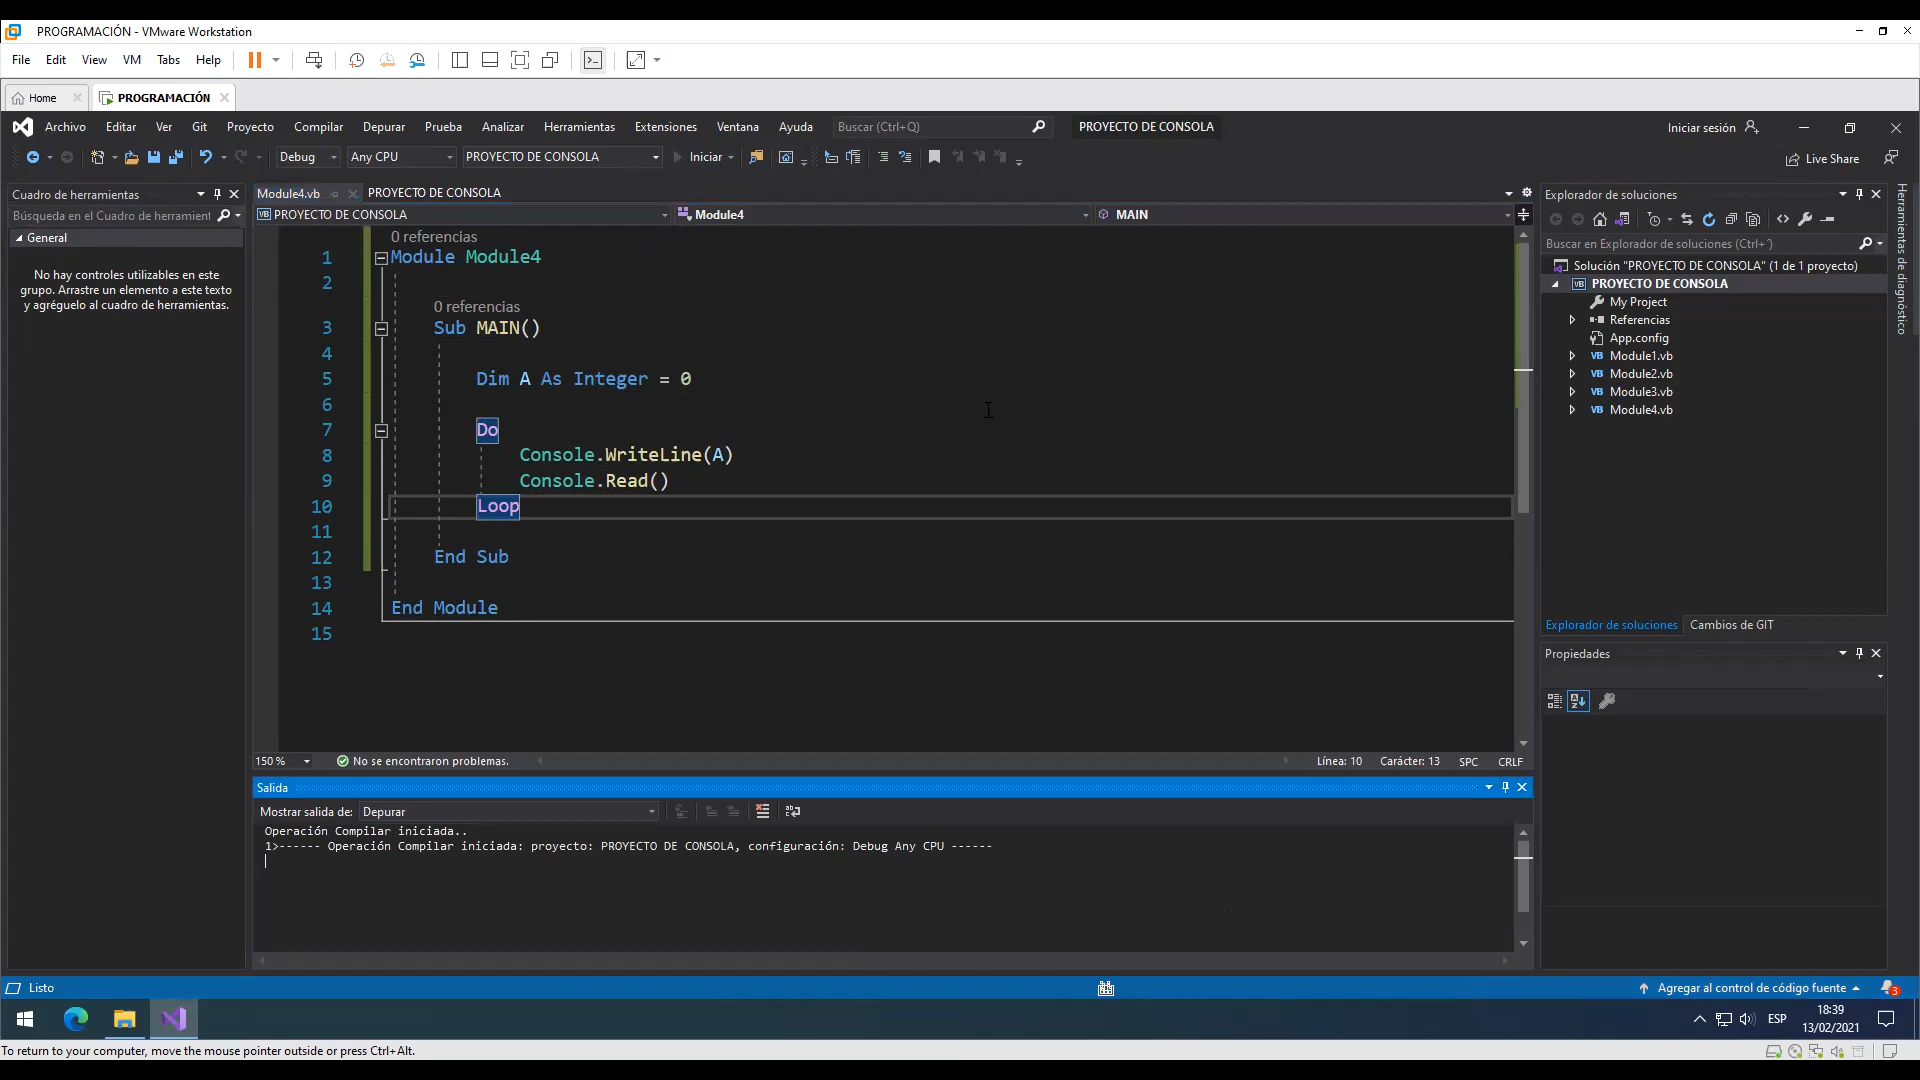 PROGRAMACIÓN - VMware Workstation
File Edit View VM Tabs Help
Home PROGRAMACIÓN
Archivo Editar Ver Git Proyecto Compilar Depurar Prueba Analizar Herramientas Extensiones Ventana Ayuda Buscar (Ctrl+Q) PROYECTO DE CONSOLA Iniciar sesión
Debug Any CPU PROYECTO DE CONSOLA Iniciar Live Share
Cuadro de herramientas
Búsqueda en el Cuadro de herramient
General
No hay controles utilizables en este
grupo. Arrastre un elemento a este texto
y agréguelo al cuadro de herramientas.
Module4.vb PROYECTO DE CONSOLA
PROYECTO DE CONSOLA Module4 MAIN
0 referencias
1 Module Module4
2
0 referencias
3 Sub MAIN()
4
5 Dim A As Integer = 0
6
7 Do
8 Console.WriteLine(A)
9 Console.Read()
10 Loop
11
12 End Sub
13
14 End Module
15
150 % No se encontraron problemas. Línea: 10 Carácter: 13 SPC CRLF
Salida
Mostrar salida de: Depurar
Operación Compilar iniciada..
1>------ Operación Compilar iniciada: proyecto: PROYECTO DE CONSOLA, configuración: Debug Any CPU ------
Explorador de soluciones
Buscar en Explorador de soluciones (Ctrl+´)
Solución "PROYECTO DE CONSOLA" (1 de 1 proyecto)
PROYECTO DE CONSOLA
My Project
Referencias
App.config
Module1.vb
Module2.vb
Module3.vb
Module4.vb
Explorador de soluciones Cambios de GIT
Propiedades
Herramientas de diagnóstico
Listo Agregar al control de código fuente 3
ESP 18:39
13/02/2021
To return to your computer, move the mouse pointer outside or press Ctrl+Alt.